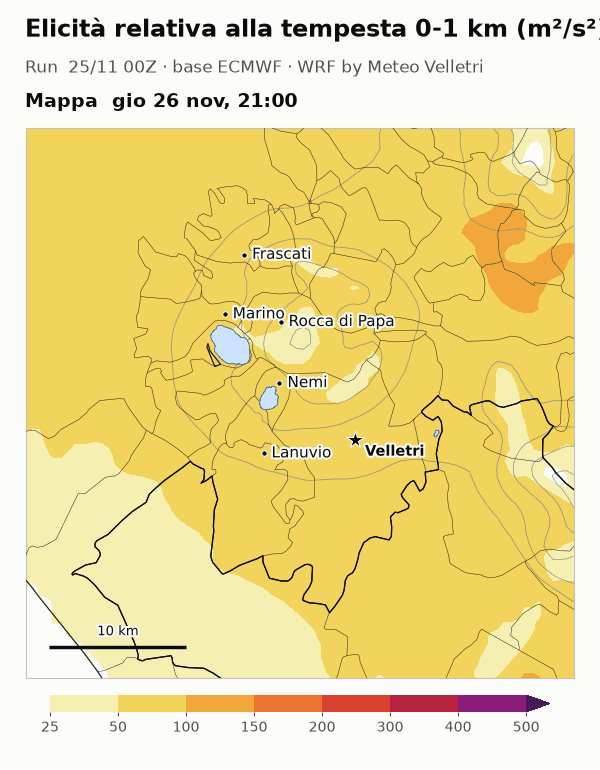 Elicità relativa alla tempesta 0-1 km (m²/s²)
Run  25/11 00Z · base ECMWF · WRF by Meteo Velletri
Mappa  gio 26 nov, 21:00
Frascati
Marino
Rocca di Papa
Nemi
Velletri
Lanuvio
10 km
25 50 100 150 200 300 400 500